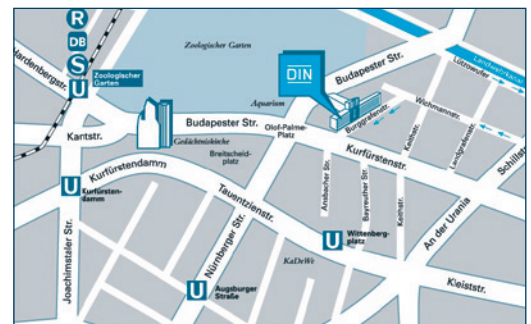 R
DB
S
U
Zoologischer
Garten
Hardenbergstr.
Zoologischer Garten
Aquarium
DIN
Budapester Str.
Landwehrkanal
Lützowufer
Wichmannstr.
Burggrafenstr.
Keithstr.
Landgrafenstr.
Schillstr.
Kantstr.
Budapester Str.
Gedächtniskirche
Breitscheid-
platz
Olof-Palme-
Platz
Kurfürstenstr.
Kurfürstendamm
U
Kurfürsten-
damm
Tauentzienstr.
Ansbacher Str.
Bayreuther Str.
Keithstr.
An der Urania
U
Wittenberg-
platz
KaDeWe
Nürnberger Str.
Joachimstaler Str.
U
Augsburger
Straße
Kleiststr.